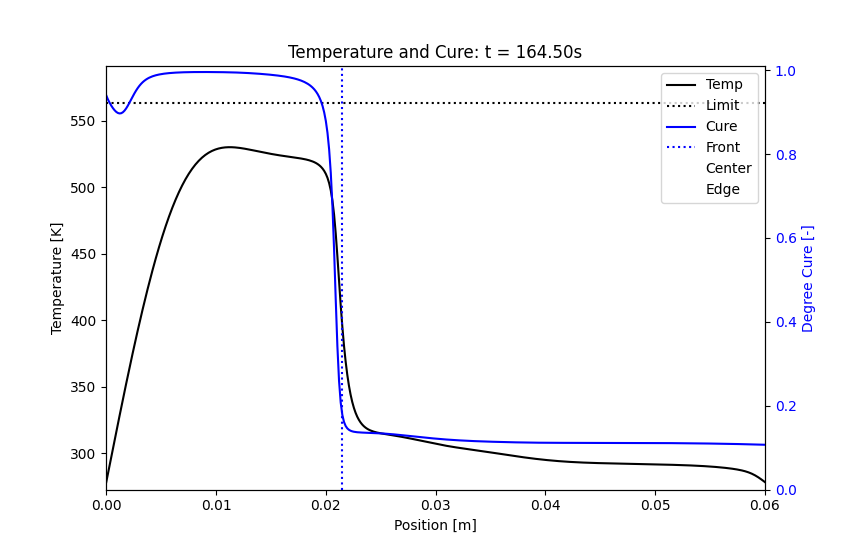 Temperature and Cure: t = 164.50s
Temp
Limit
Cure
Front
Center
Edge
550
500
450
400
350
300
Temperature [K]
1.0
0.8
0.6
0.4
0.2
0.0
Degree Cure [-]
0.00 0.01 0.02 0.03 0.04 0.05 0.06
Position [m]